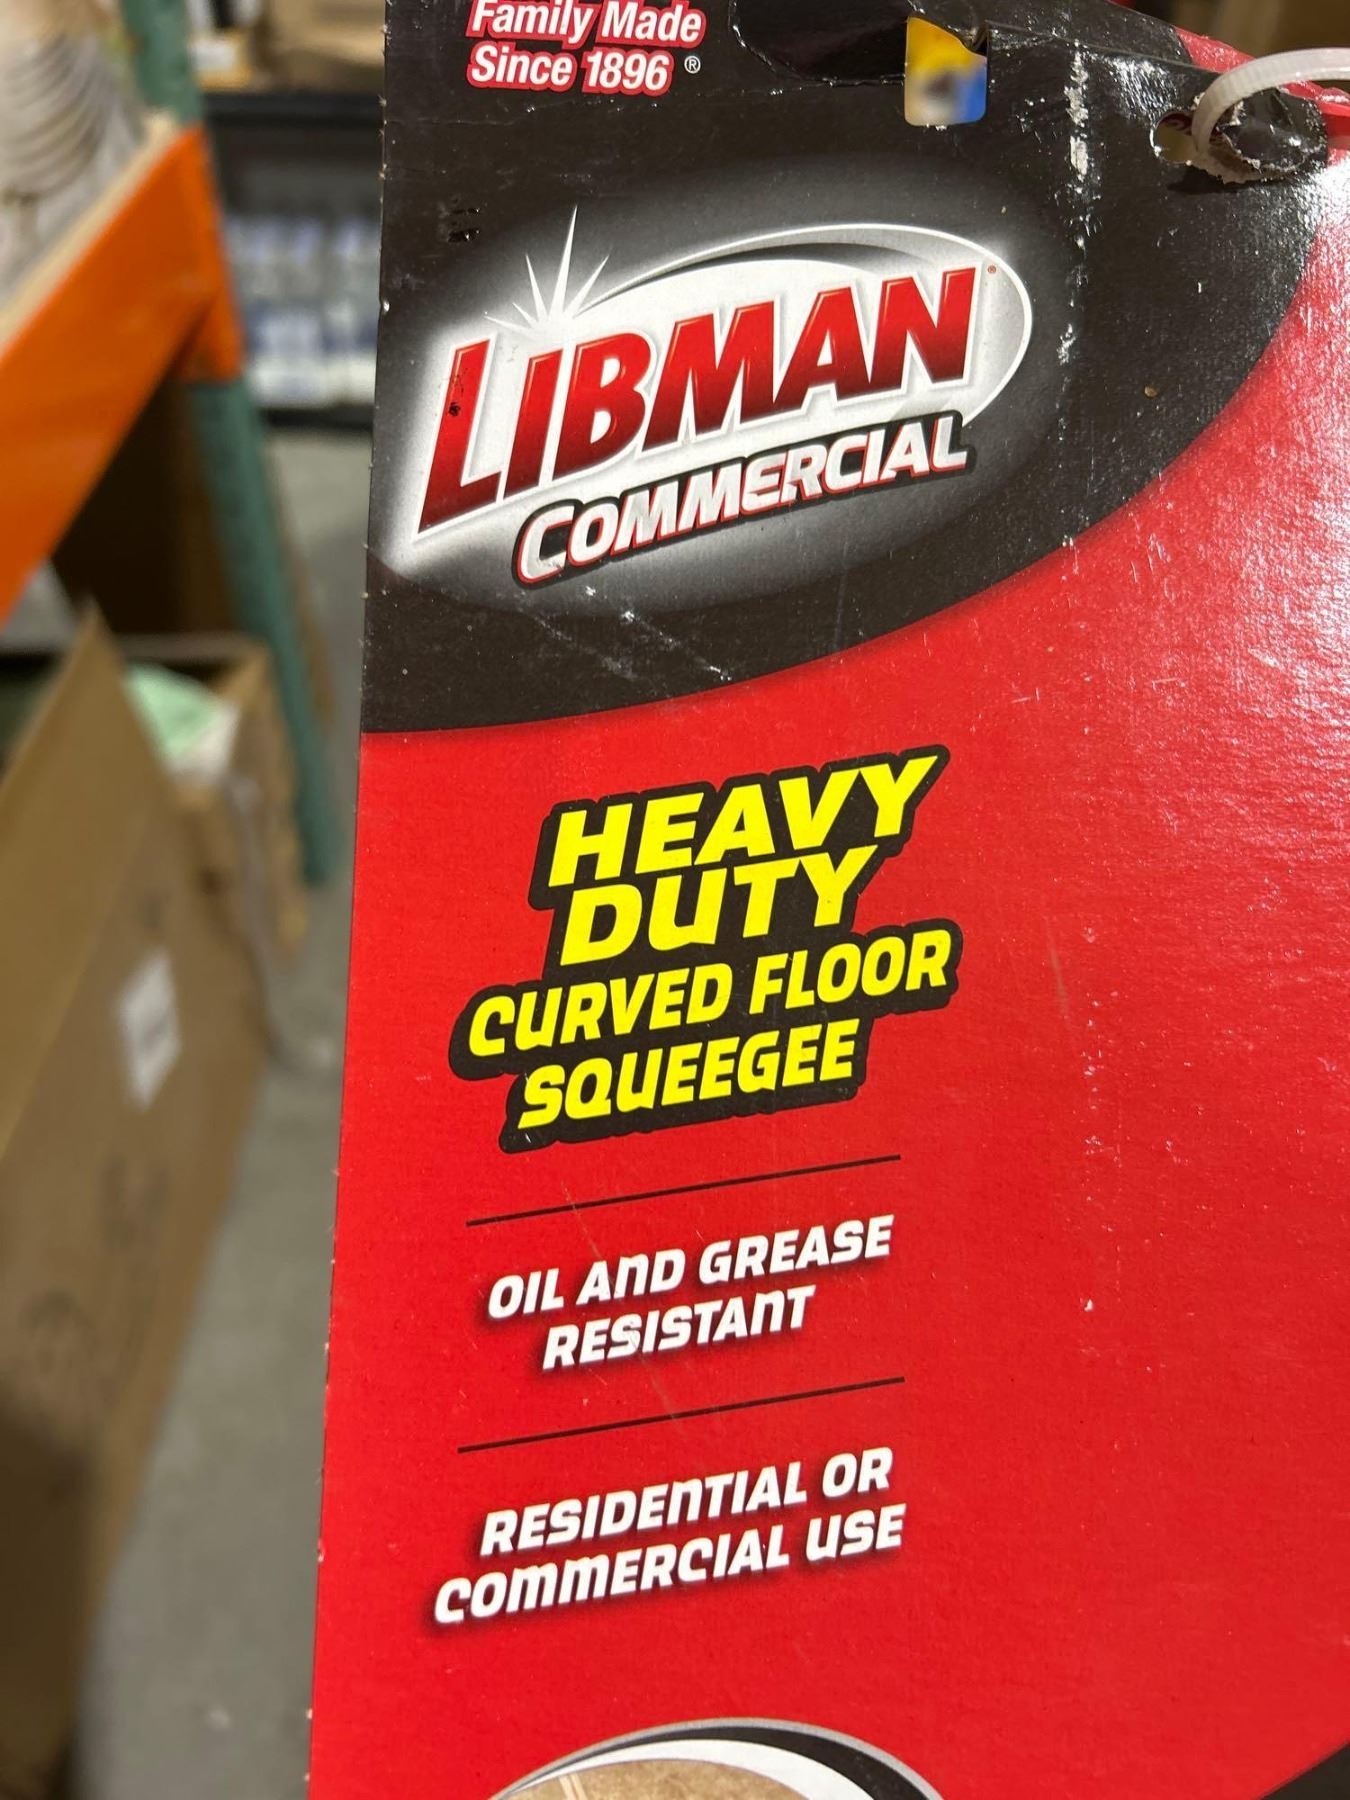 Family Made
Since 1896 ®
LIBMAN®
COMMERCIAL
HEAVY
DUTY
CURVED FLOOR
SQUEEGEE
OIL AND GREASE
RESISTANT
RESIDENTIAL OR
COMMERCIAL USE